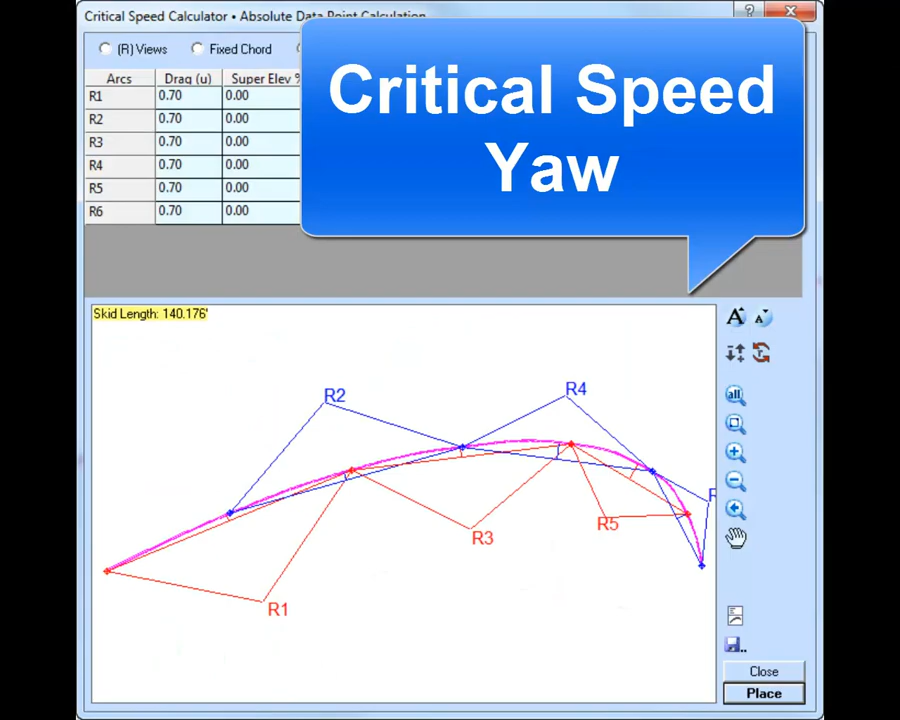 Critical Speed Calculator • Absolute Data Point Calculation
(R) Views
Fixed Chord
Critical Speed
Yaw
Arcs Drag (u) Super Elev %
R1 0.70 0.00
R2 0.70 0.00
R3 0.70 0.00
R4 0.70 0.00
R5 0.70 0.00
R6 0.70 0.00
Skid Length: 140.176'
R2
R4
R5
R3
R1
A
A
all
Close
Place